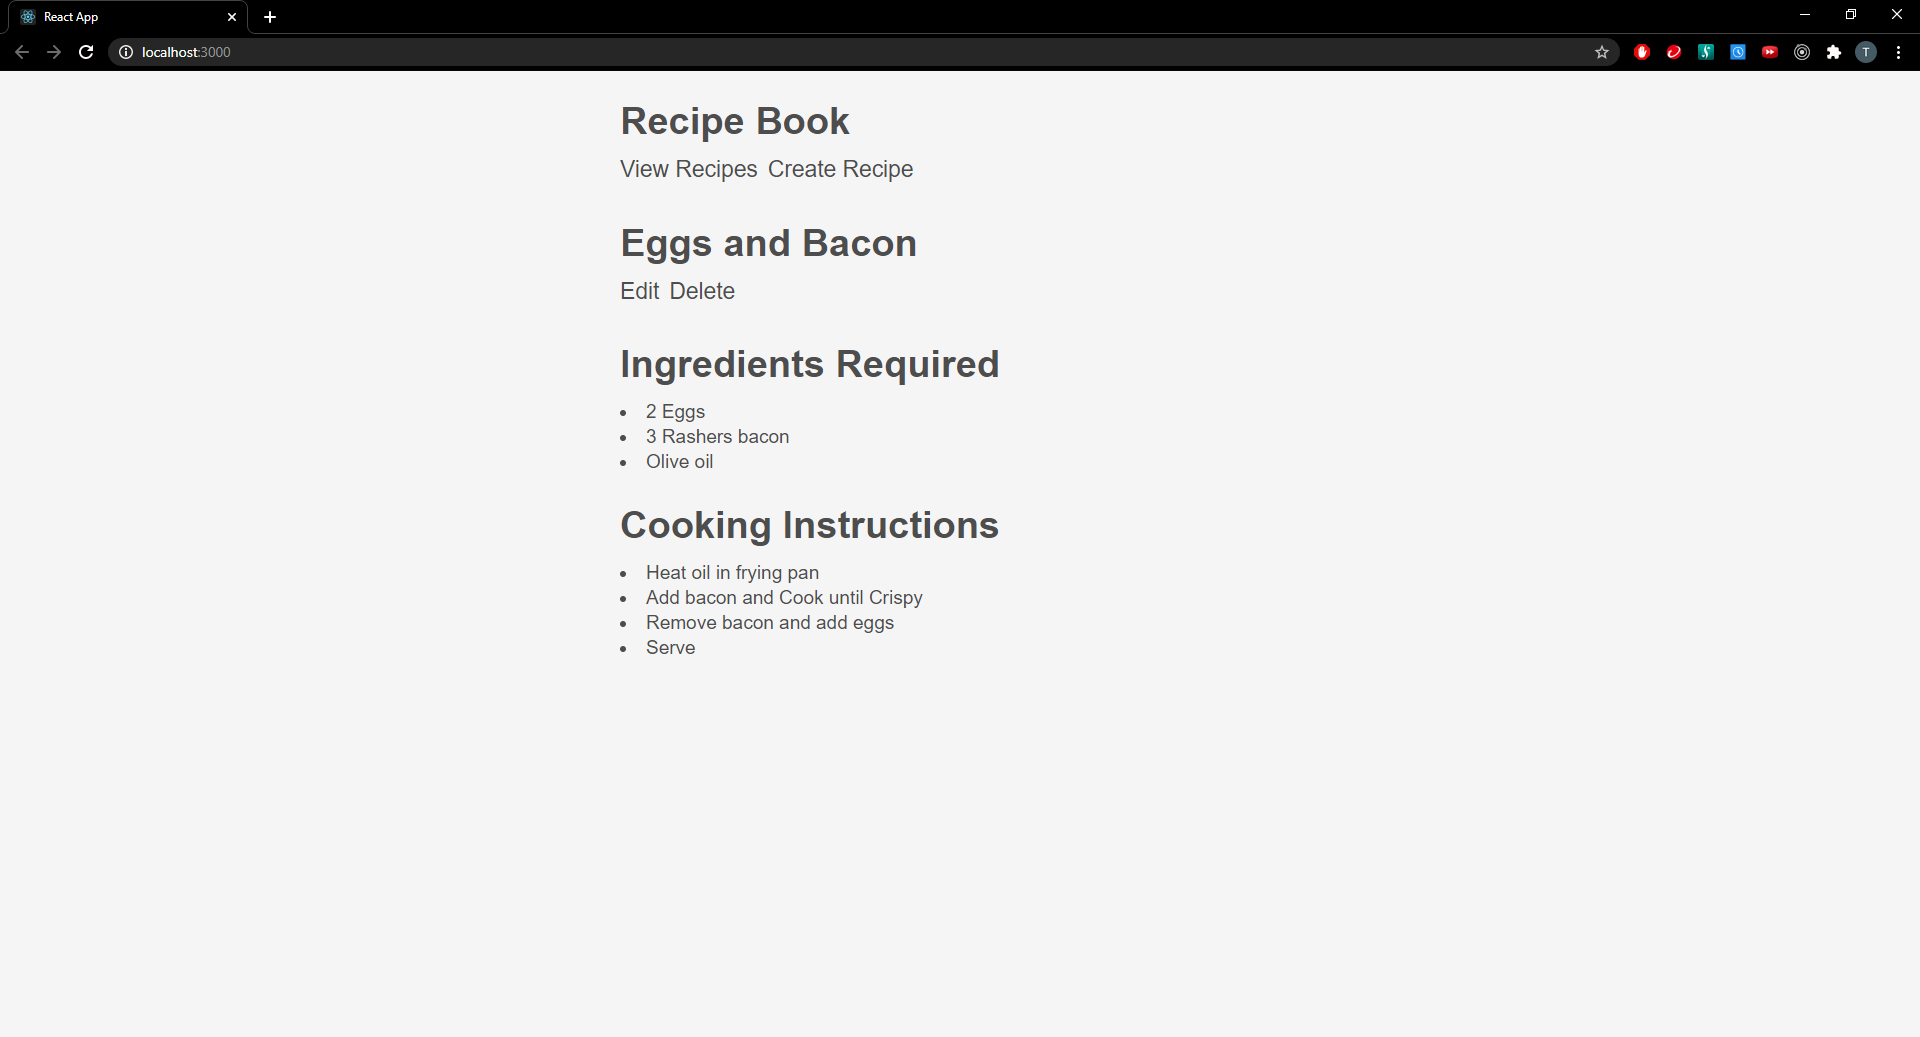 React App
localhost:3000
T
Recipe Book
View Recipes Create Recipe
Eggs and Bacon
Edit Delete
Ingredients Required
2 Eggs
3 Rashers bacon
Olive oil
Cooking Instructions
Heat oil in frying pan
Add bacon and Cook until Crispy
Remove bacon and add eggs
Serve